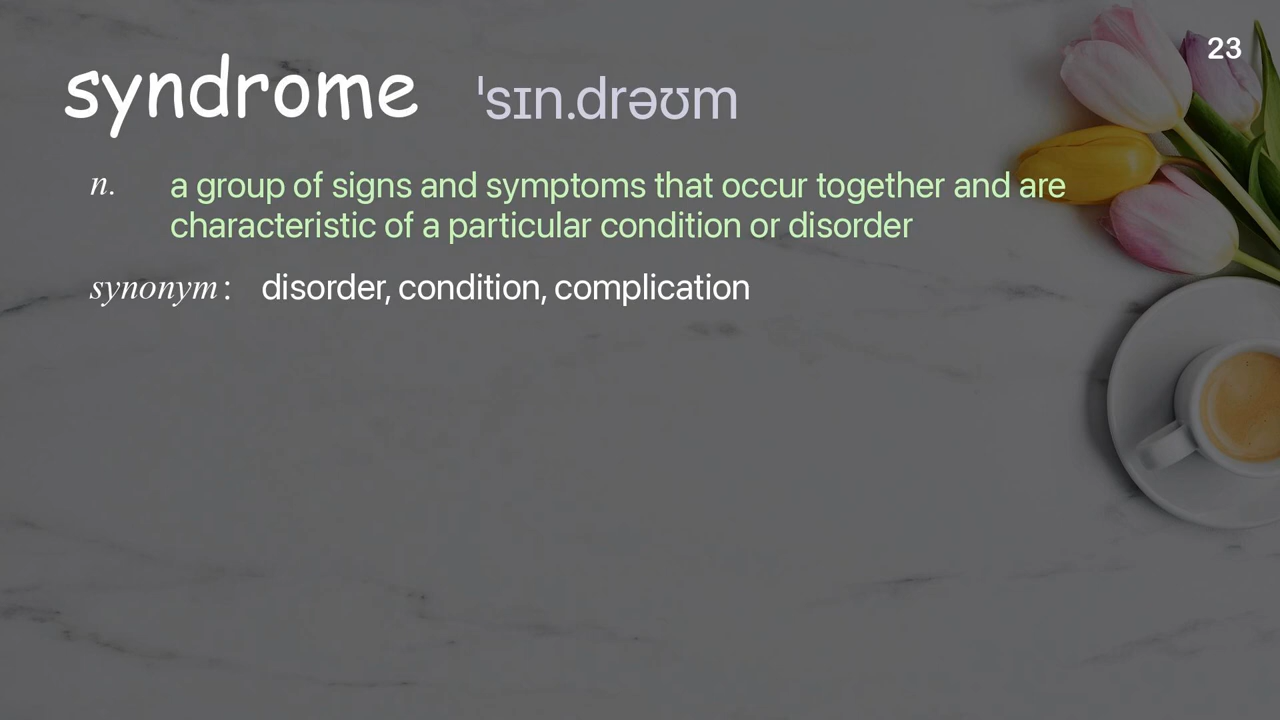 23
syndrome ˈsɪn.drəʊm
n. a group of signs and symptoms that occur together and are
characteristic of a particular condition or disorder
synonym: disorder, condition, complication